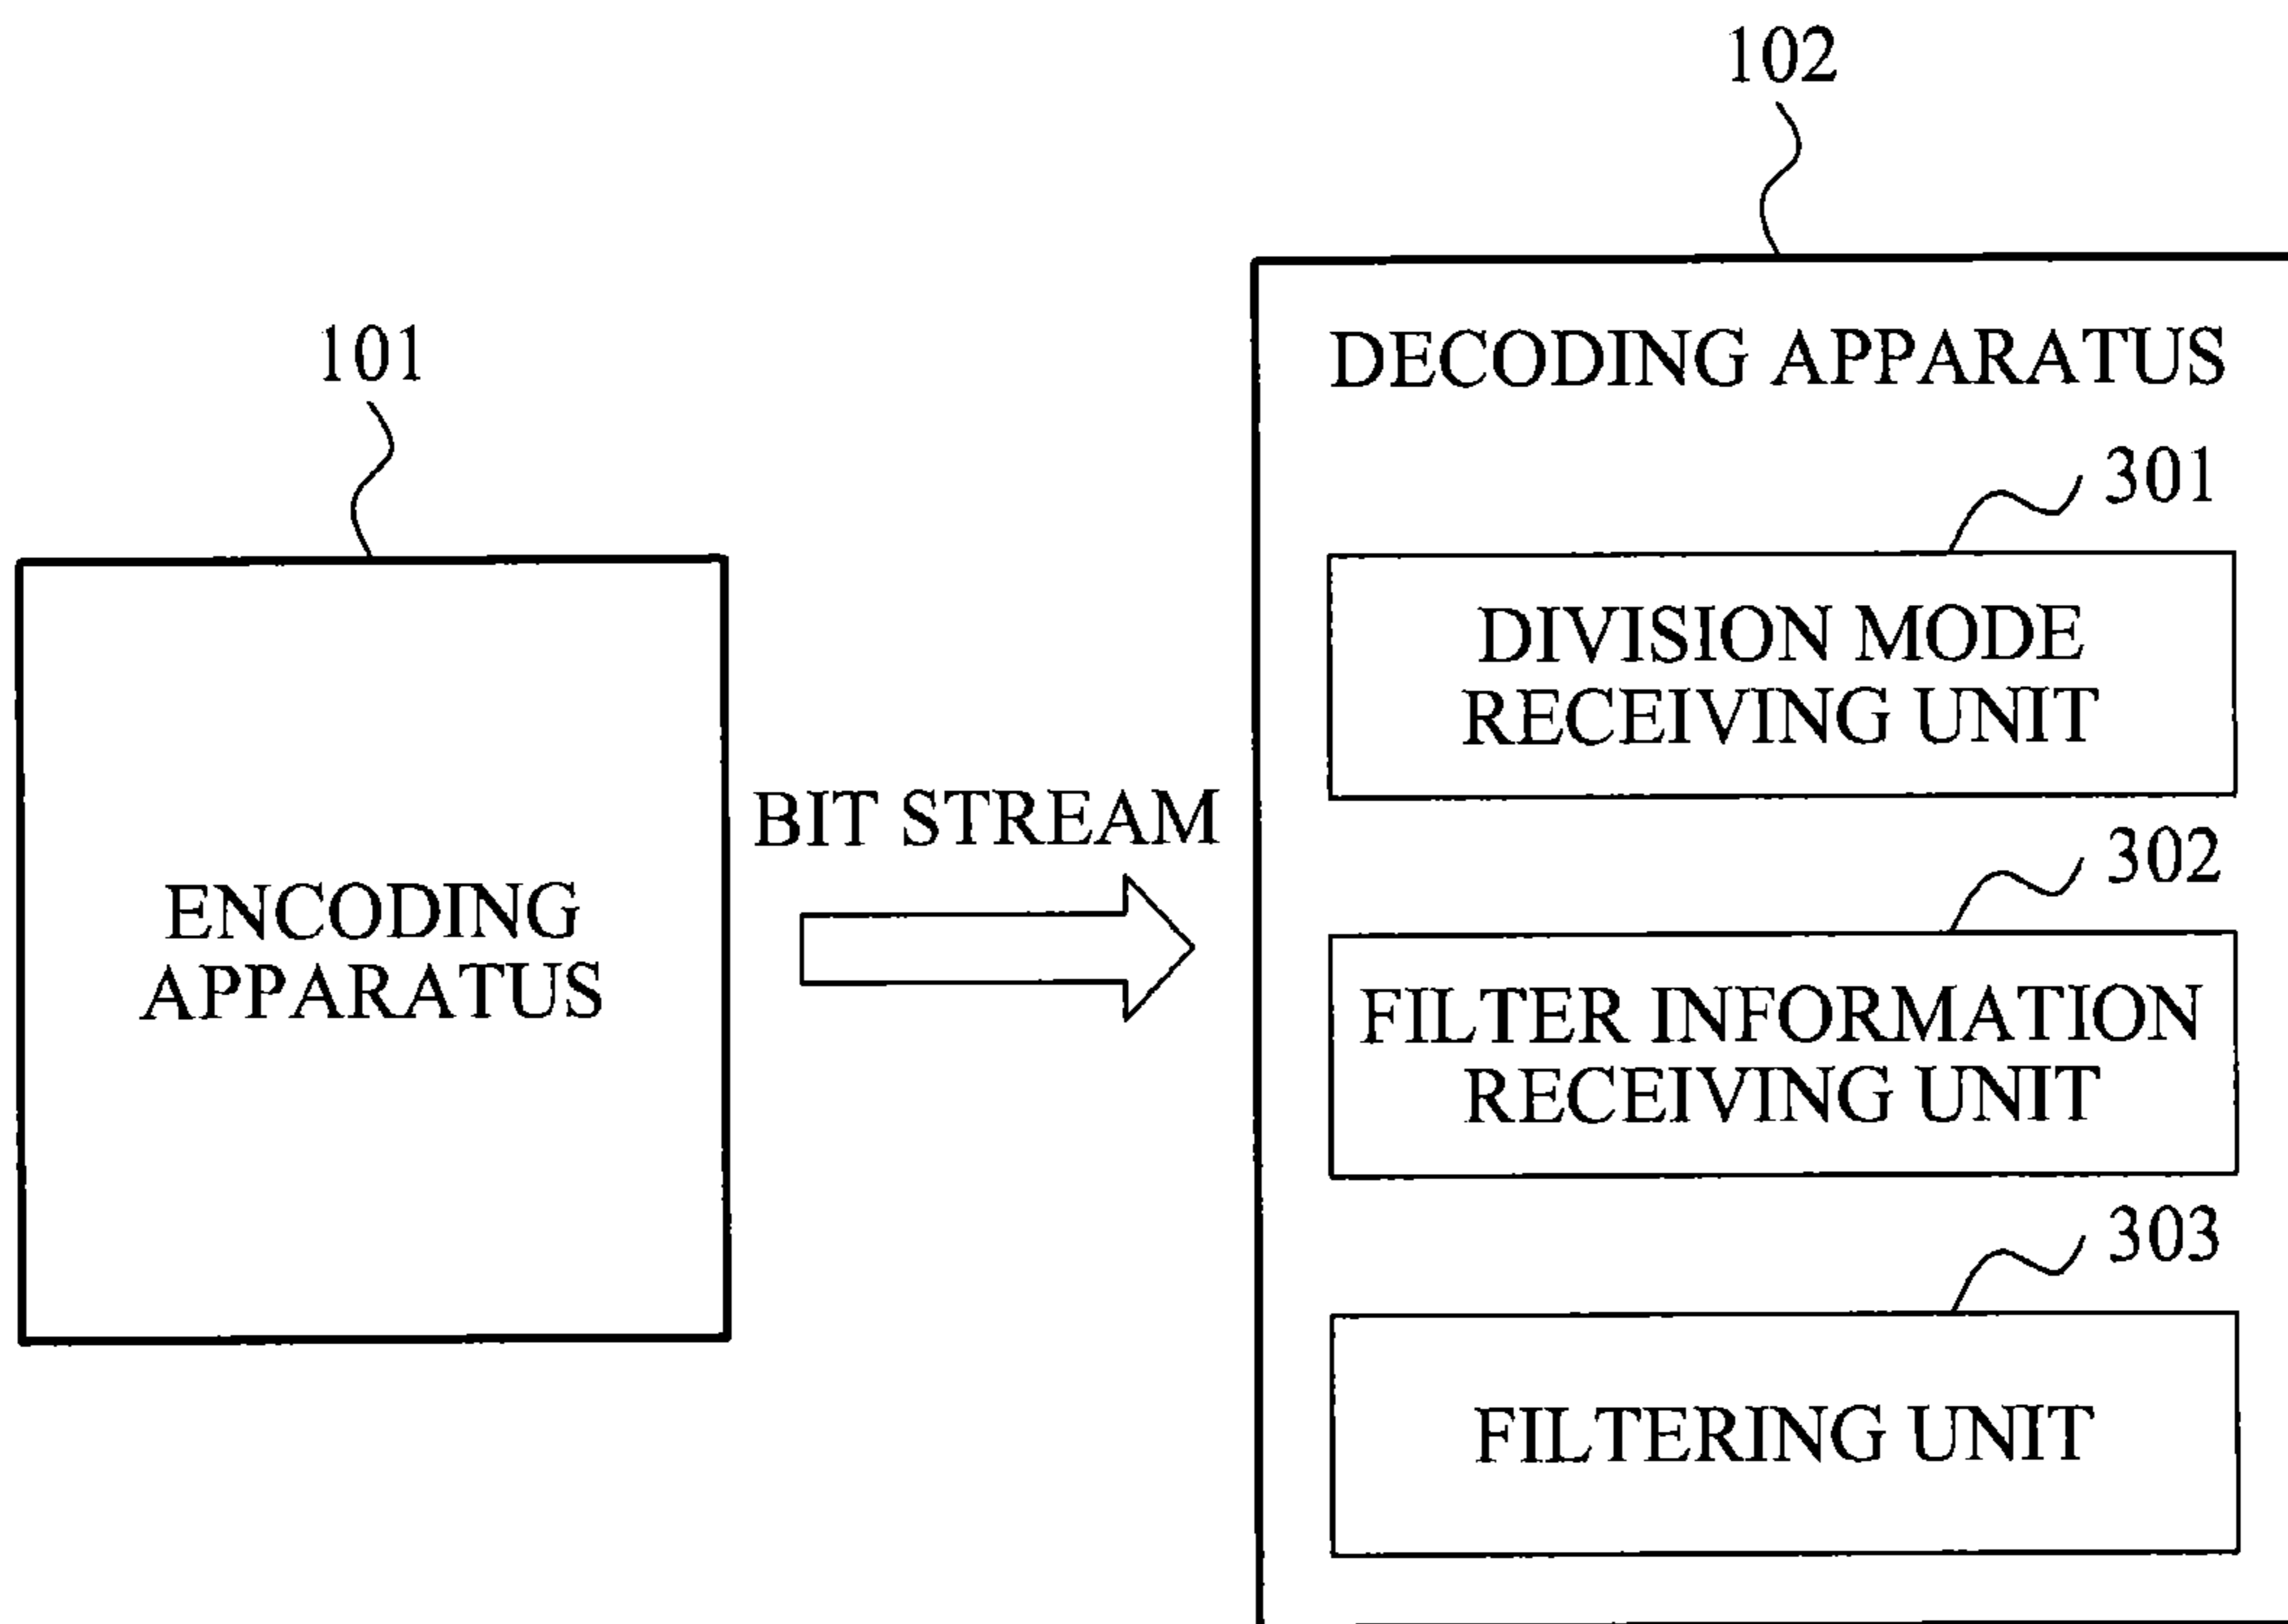 102
101
DECODING APPARATUS
301
DIVISION MODE
RECEIVING UNIT
BIT STREAM
302
ENCODING
APPARATUS
FILTER INFORMATION
RECEIVING UNIT
303
FILTERING UNIT